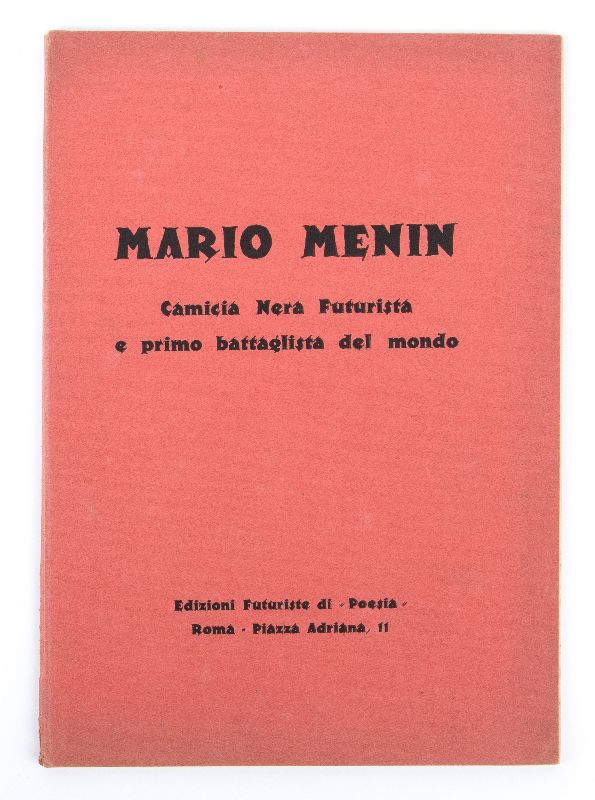 MARIO MENIN
Camicia Nera Futurista
e primo battaglista del mondo
Edizioni Futuriste di - Poesia -
Roma - Piazza Adriana, 11